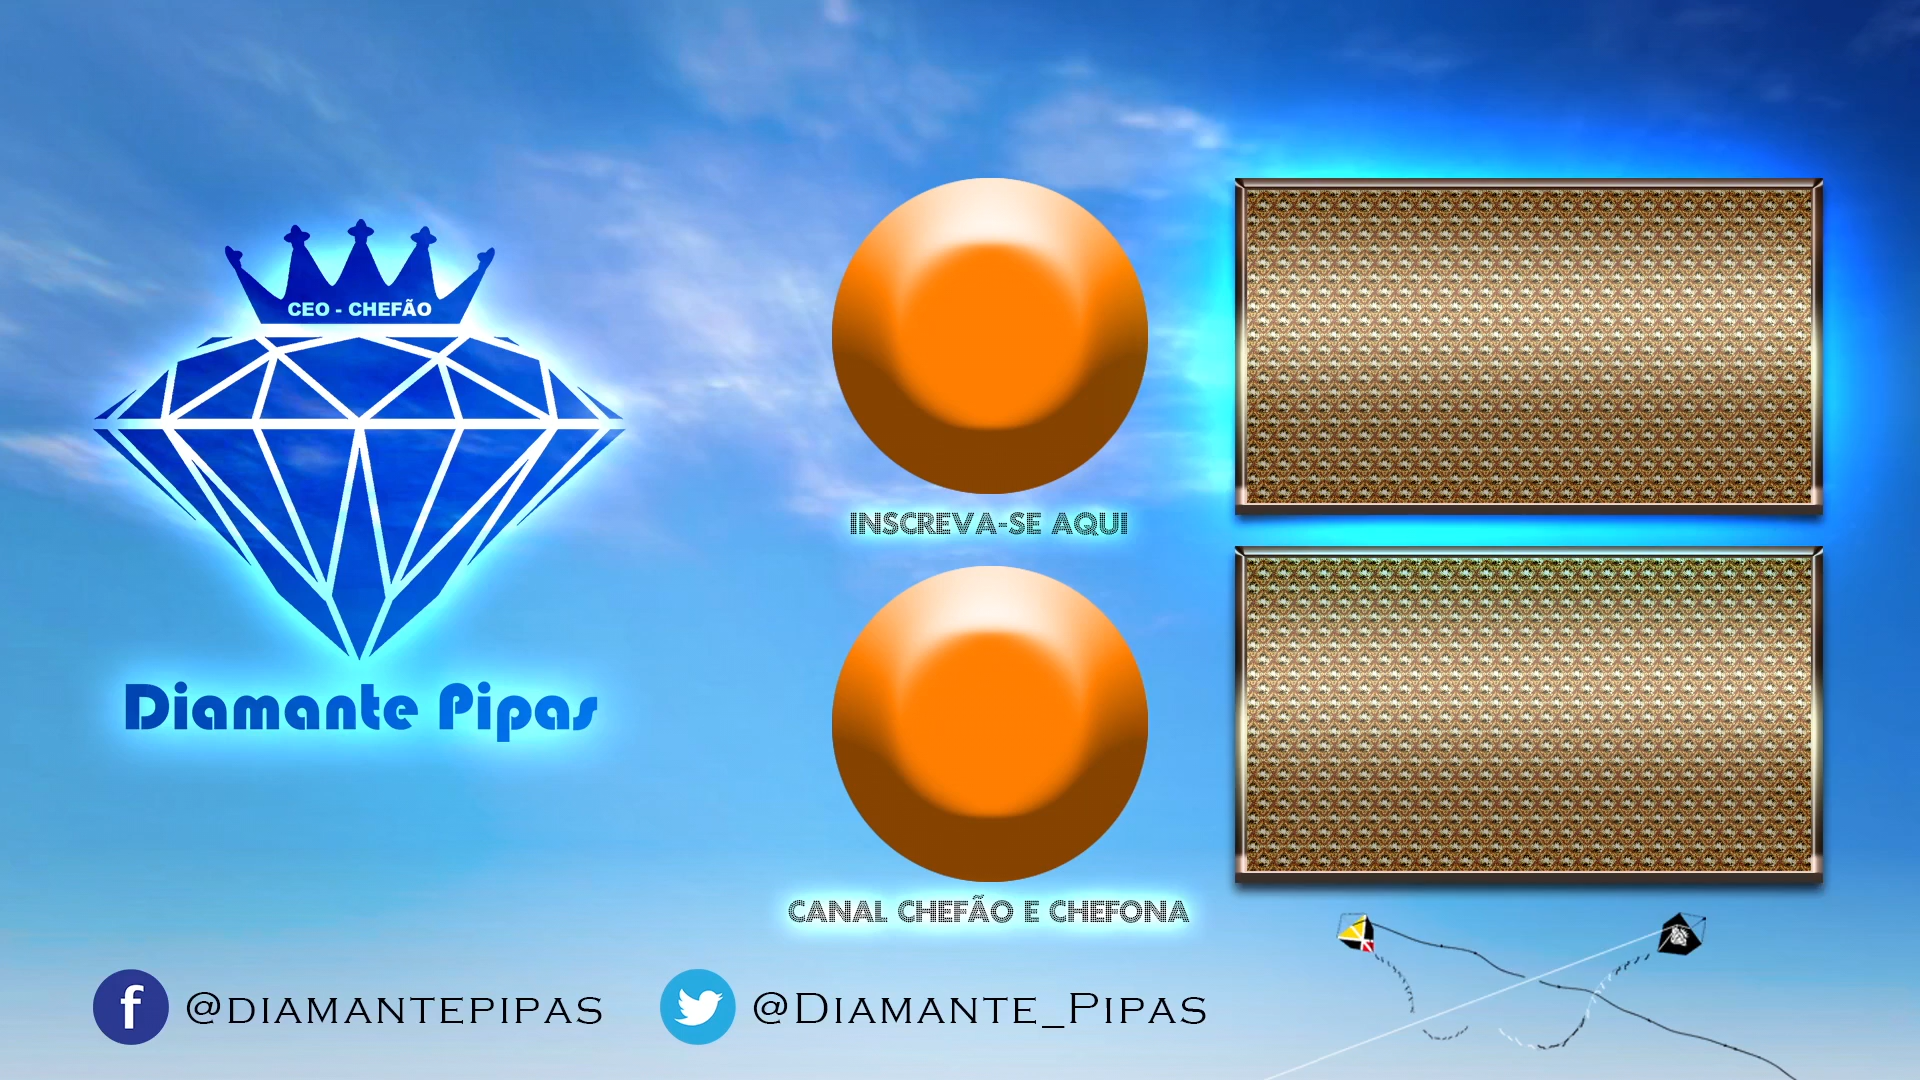 CEO - CHEFÃO
Diamante Pipas
INSCREVA-SE AQUI
CANAL CHEFÃO E CHEFONA
f @DIAMANTEPIPAS
@DIAMANTE_PIPAS